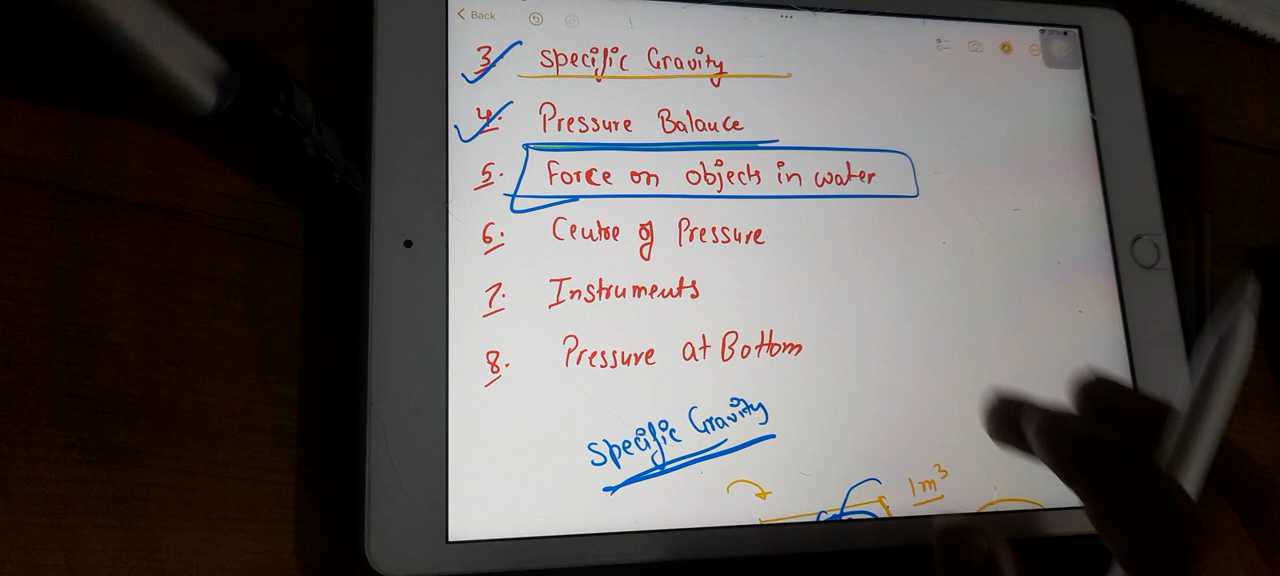 Back
3. Specific Gravity
4. Pressure Balance
5. Force on objects in water
6. Centre of Pressure
7. Instruments
8. Pressure at Bottom
Specific Gravity
1m³